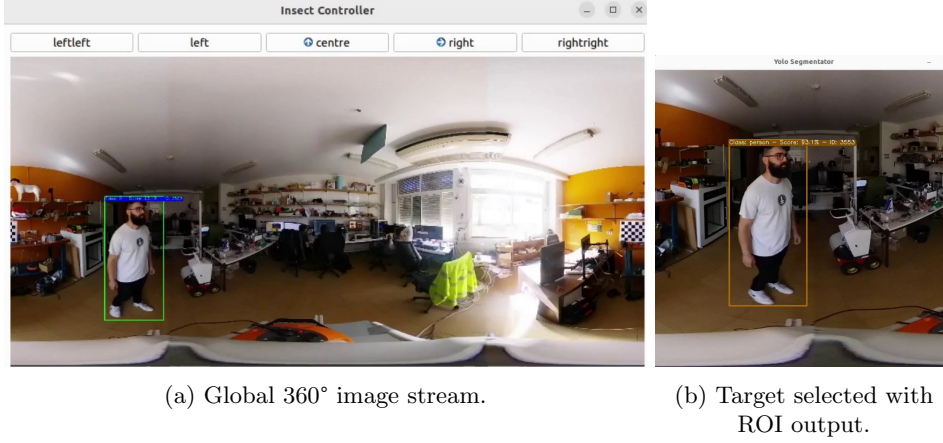 Insect Controller
leftleft
left
centre
right
rightright
Yolo Segmentator
Class: person - Score: 93.1% - ID: 3553
(a) Global 360° image stream.
(b) Target selected with
ROI output.